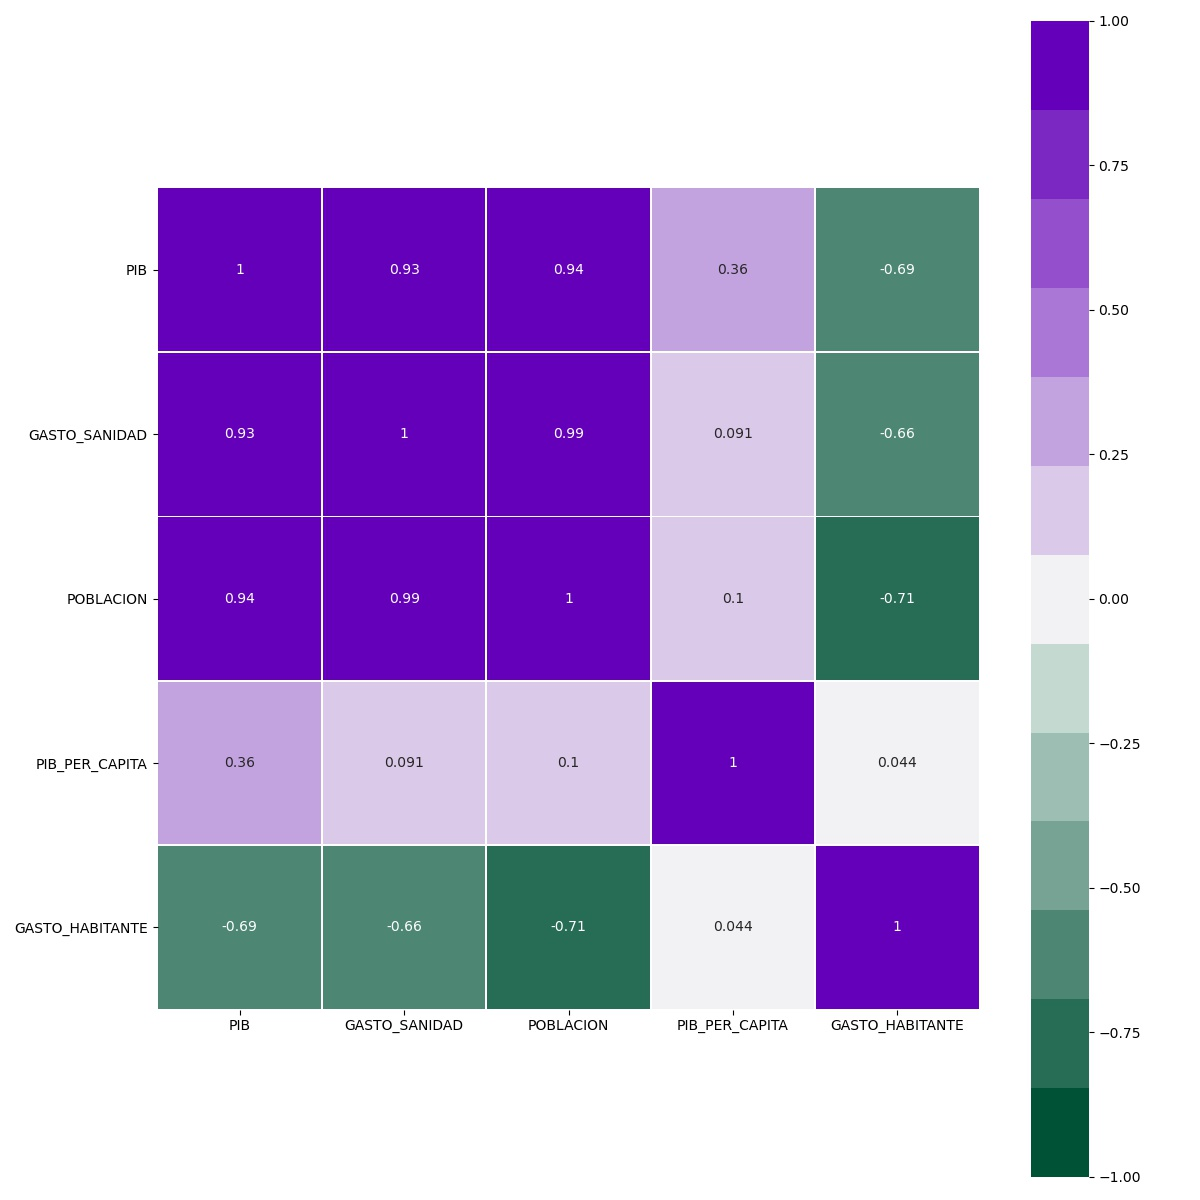 PIB 1 0.93 0.94 0.36 -0.69
GASTO_SANIDAD 0.93 1 0.99 0.091 -0.66
POBLACION 0.94 0.99 1 0.1 -0.71
PIB_PER_CAPITA 0.36 0.091 0.1 1 0.044
GASTO_HABITANTE -0.69 -0.66 -0.71 0.044 1
PIB GASTO_SANIDAD POBLACION PIB_PER_CAPITA GASTO_HABITANTE
1.00
0.75
0.50
0.25
0.00
−0.25
−0.50
−0.75
−1.00